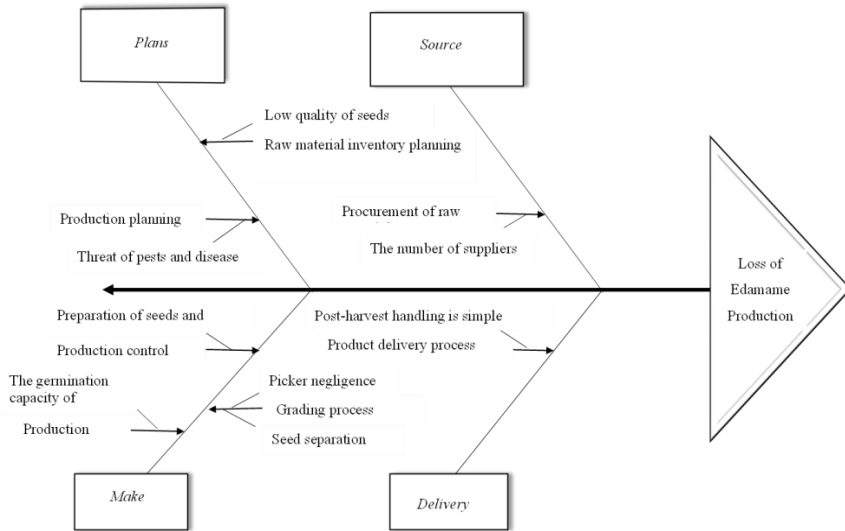 Plans
Source
Low quality of seeds
Raw material inventory planning
Production planning
Threat of pests and disease
Procurement of raw
The number of suppliers
Loss of
Edamame
Production
Preparation of seeds and
Production control
Post-harvest handling is simple
Product delivery process
The germination
capacity of
Production
Picker negligence
Grading process
Seed separation
Make
Delivery